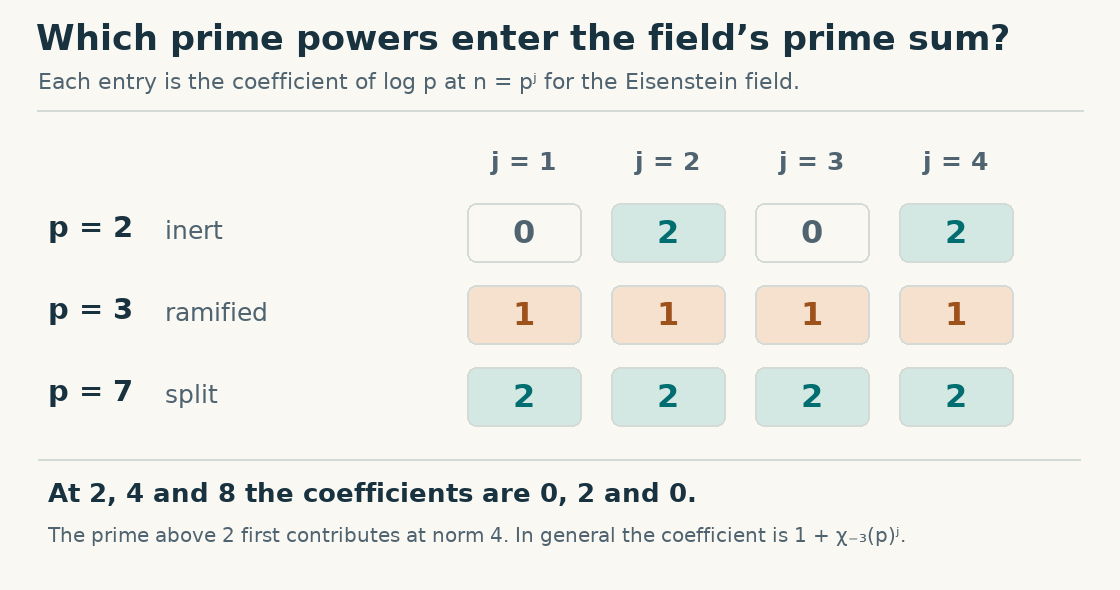 Which prime powers enter the field’s prime sum?
Each entry is the coefficient of log p at n = pʲ for the Eisenstein field.
j = 1 j = 2 j = 3 j = 4
p = 2 inert 0 2 0 2
p = 3 ramified 1 1 1 1
p = 7 split 2 2 2 2
At 2, 4 and 8 the coefficients are 0, 2 and 0.
The prime above 2 first contributes at norm 4. In general the coefficient is 1 + χ₋₃(p)ʲ.